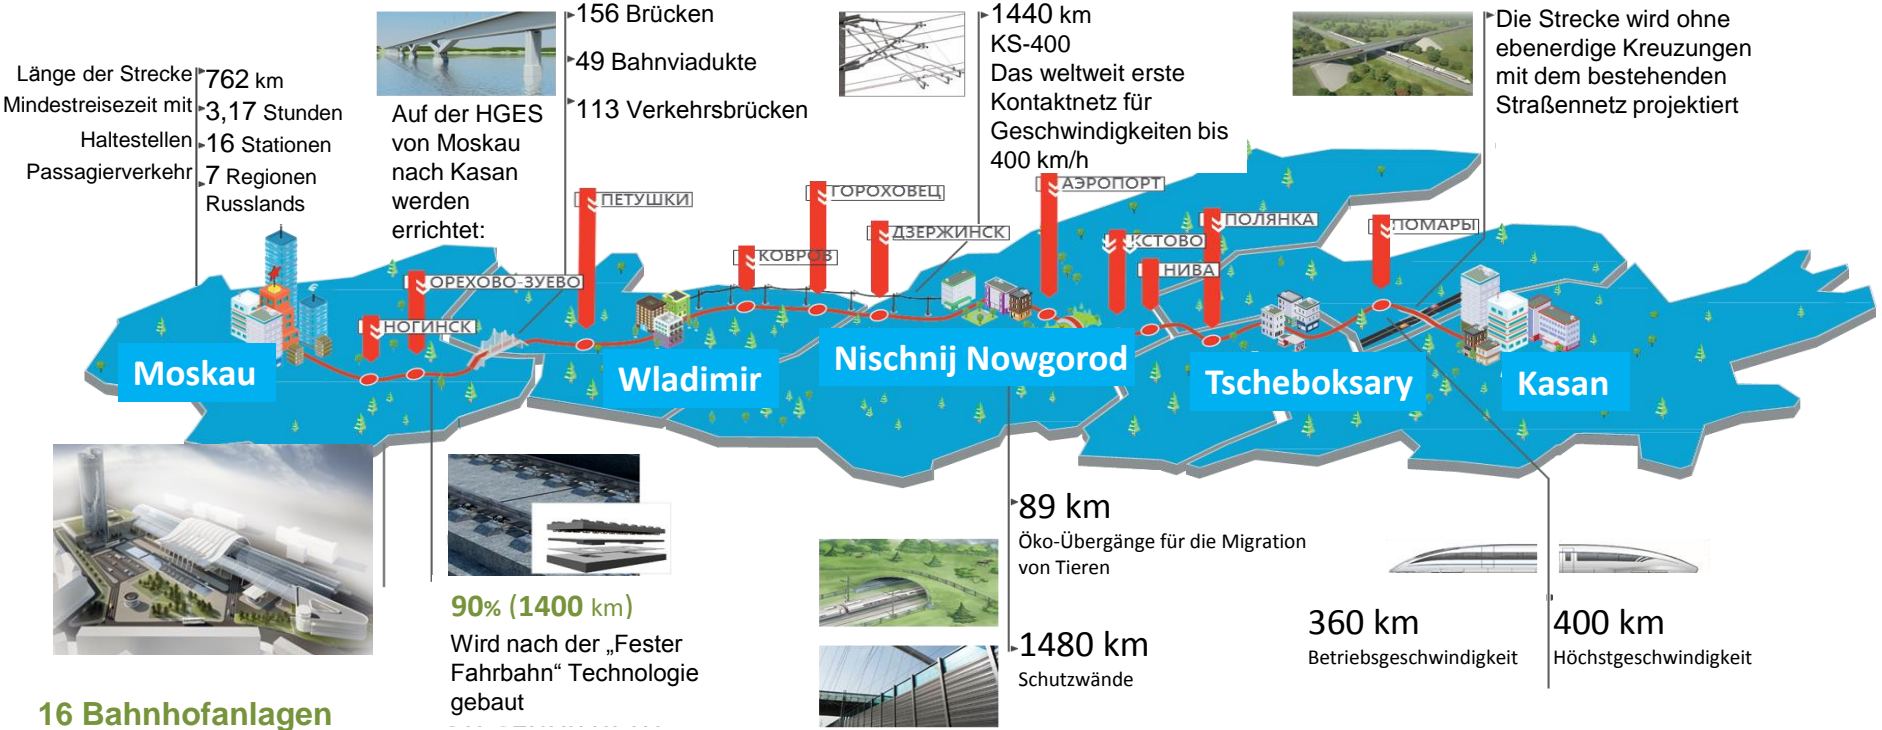 Länge der Strecke
762 km
Mindestreisezeit mit
3,17 Stunden
Haltestellen
16 Stationen
Passagierverkehr
7 Regionen
Russlands
Auf der HGES
von Moskau
nach Kasan
werden
errichtet:
156 Brücken
49 Bahnviadukte
113 Verkehrsbrücken
1440 km
KS-400
Das weltweit erste
Kontaktnetz für
Geschwindigkeiten bis
400 km/h
Die Strecke wird ohne
ebenerdige Kreuzungen
mit dem bestehenden
Straßennetz projektiert
НОГИНСК
ОРЕХОВО-ЗУЕВО
ПЕТУШКИ
КОВРОВ
ГОРОХОВЕЦ
ДЗЕРЖИНСК
АЭРОПОРТ
КСТОВО
НИВА
ПОЛЯНКА
ПОМАРЫ
Moskau
Wladimir
Nischnij Nowgorod
Tscheboksary
Kasan
16 Bahnhofanlagen
90% (1400 km)
Wird nach der „Fester
Fahrbahn“ Technologie
gebaut
89 km
Öko-Übergänge für die Migration
von Tieren
1480 km
Schutzwände
360 km
Betriebsgeschwindigkeit
400 km
Höchstgeschwindigkeit